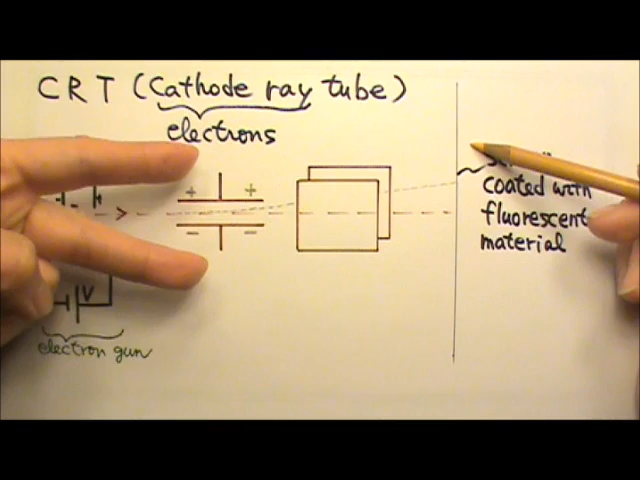 CRT (Cathode ray tube)
electrons
+ +
- -
coated with
fluorescent
material
V
electron gun